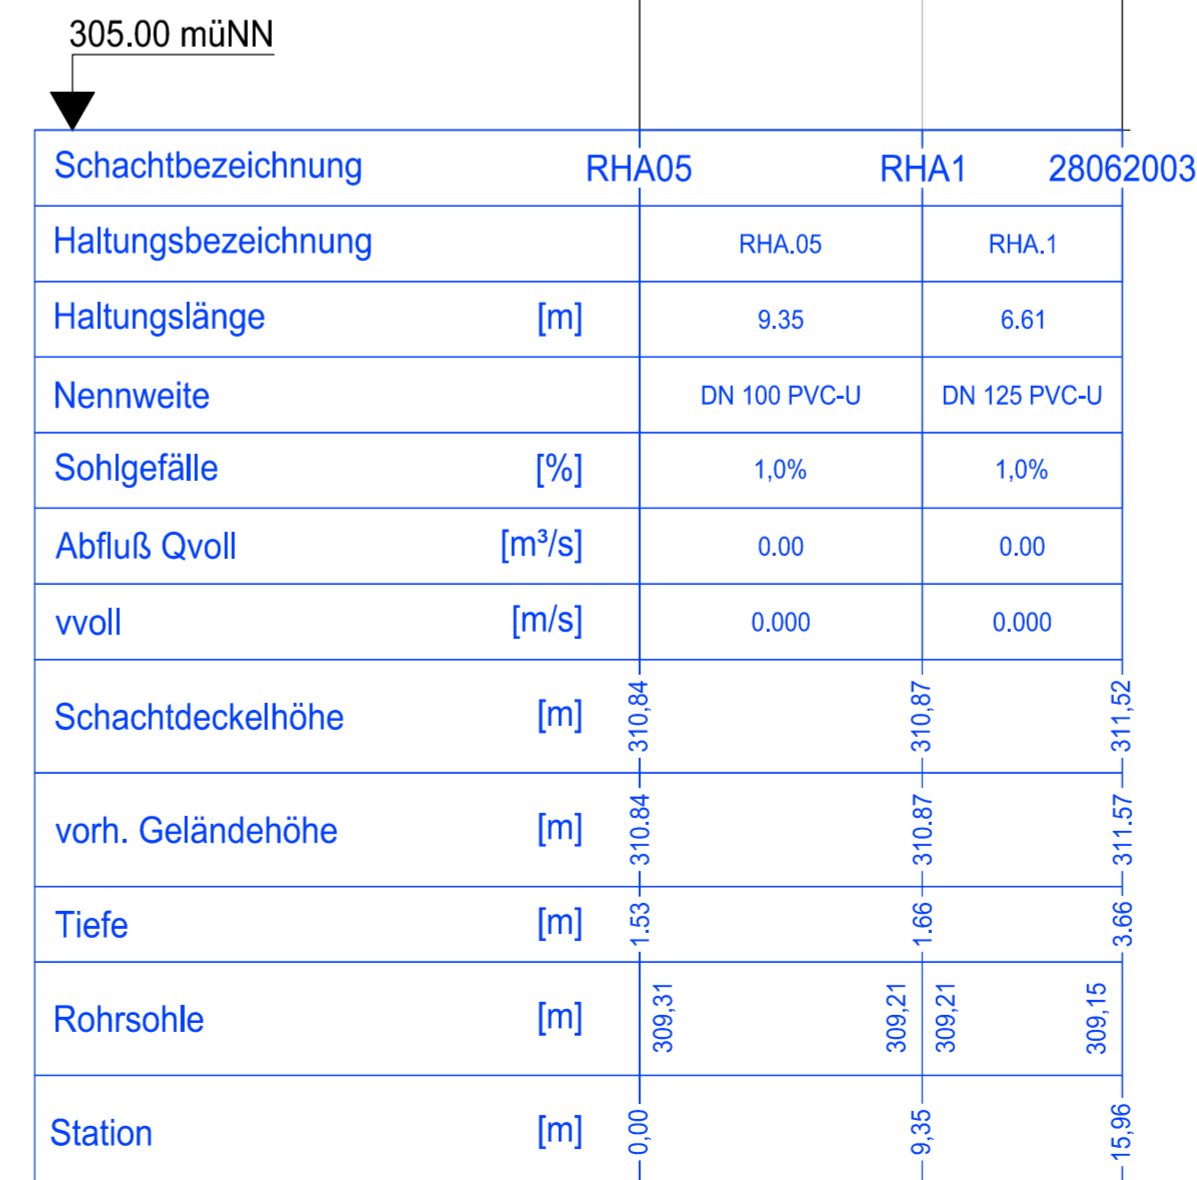 305.00 müNN
Schachtbezeichnung RHA05 RHA1 28062003
Haltungsbezeichnung RHA.05 RHA.1
Haltungslänge [m] 9.35 6.61
Nennweite DN 100 PVC-U DN 125 PVC-U
Sohlgefälle [%] 1,0% 1,0%
Abfluß Qvoll [m³/s] 0.00 0.00
vvoll [m/s] 0.000 0.000
Schachtdeckelhöhe [m] 310,84 310,87 311,52
vorh. Geländehöhe [m] 310.84 310.87 311.57
Tiefe [m] 1.53 1.66 3.66
Rohrsohle [m] 309,31 309,21 309,21 309,15
Station [m] 0,00 9,35 15,96